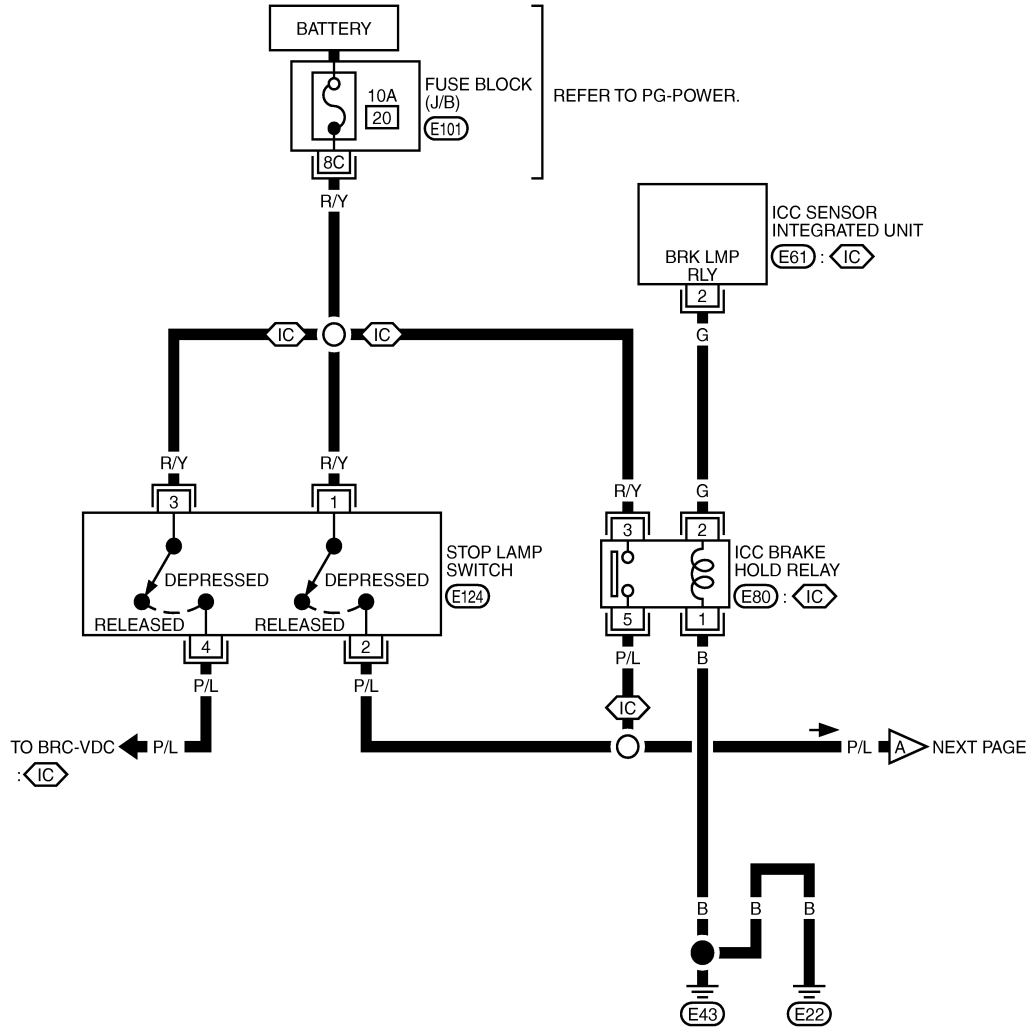 BATTERY
FUSE BLOCK
(J/B)
10A
20
E101
REFER TO PG-POWER.
8C
R/Y
ICC SENSOR
INTEGRATED UNIT
E61 : IC
BRK LMP
RLY
2
G
IC
IC
R/Y
R/Y
R/Y
G
3
1
3
2
STOP LAMP
SWITCH
E124
DEPRESSED
DEPRESSED
RELEASED
RELEASED
ICC BRAKE
HOLD RELAY
E80 : IC
4
2
5
1
P/L
P/L
P/L
B
IC
TO BRC-VDC
: IC
P/L
P/L
A
NEXT PAGE
B
B
B
E43
E22